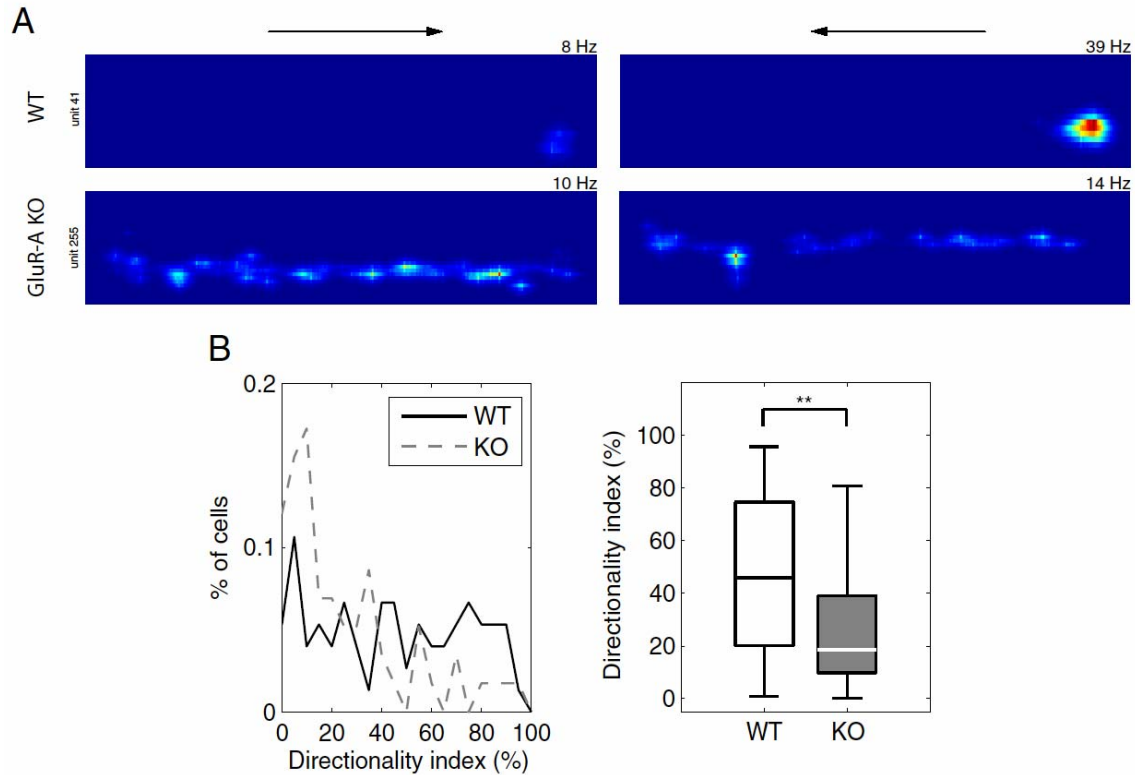 A
8 Hz
39 Hz
WT
unit 41
10 Hz
14 Hz
GluR-A KO
unit 255
B
0.2
0.1
0
% of cells
WT
KO
0 20 40 60 80 100
Directionality index (%)
**
100
80
60
40
20
0
Directionality index (%)
WT KO